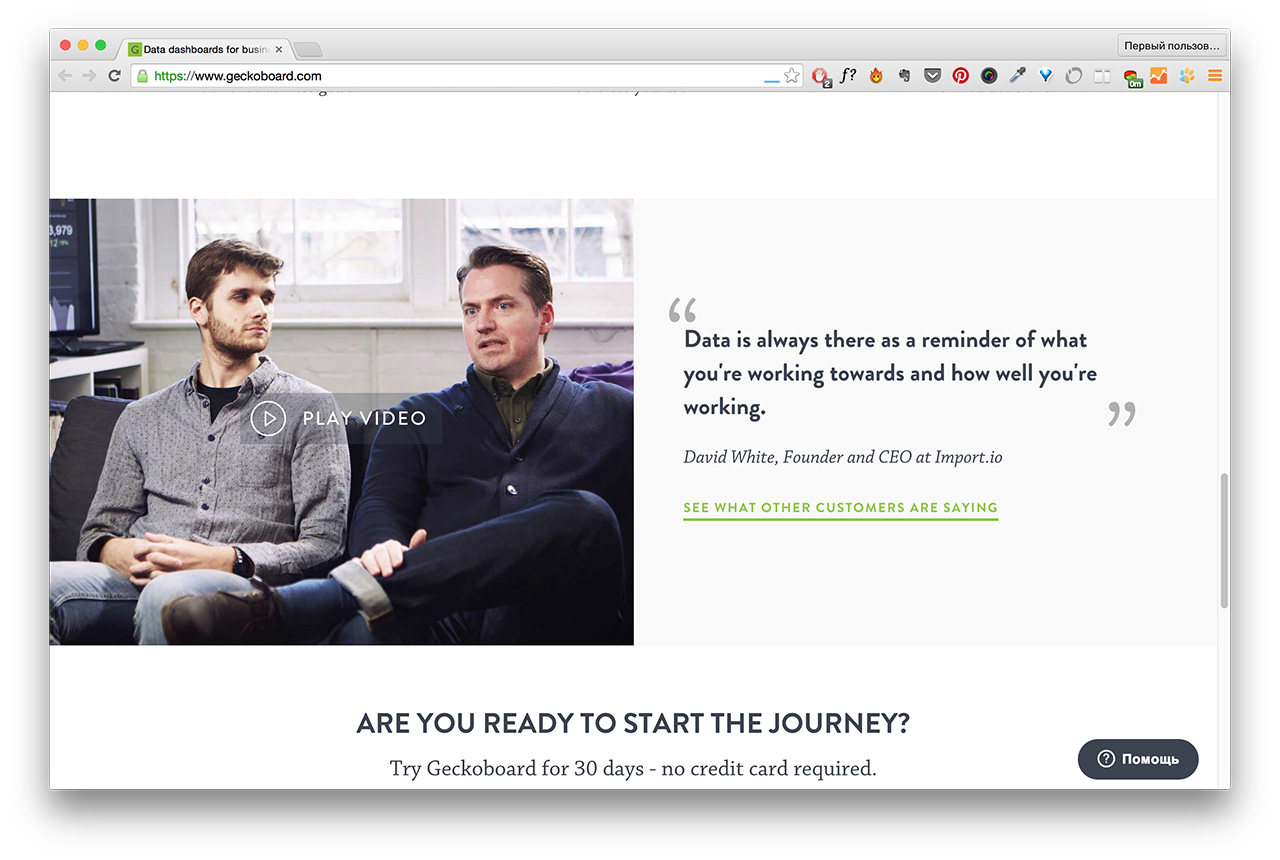 Data dashboards for busin
Первый пользов...
https://www.geckoboard.com
f?
2
0m
3,979
PLAY VIDEO
“
Data is always there as a reminder of what
you're working towards and how well you're
working.
”
David White, Founder and CEO at Import.io
SEE WHAT OTHER CUSTOMERS ARE SAYING
ARE YOU READY TO START THE JOURNEY?
Try Geckoboard for 30 days - no credit card required.
Помощь